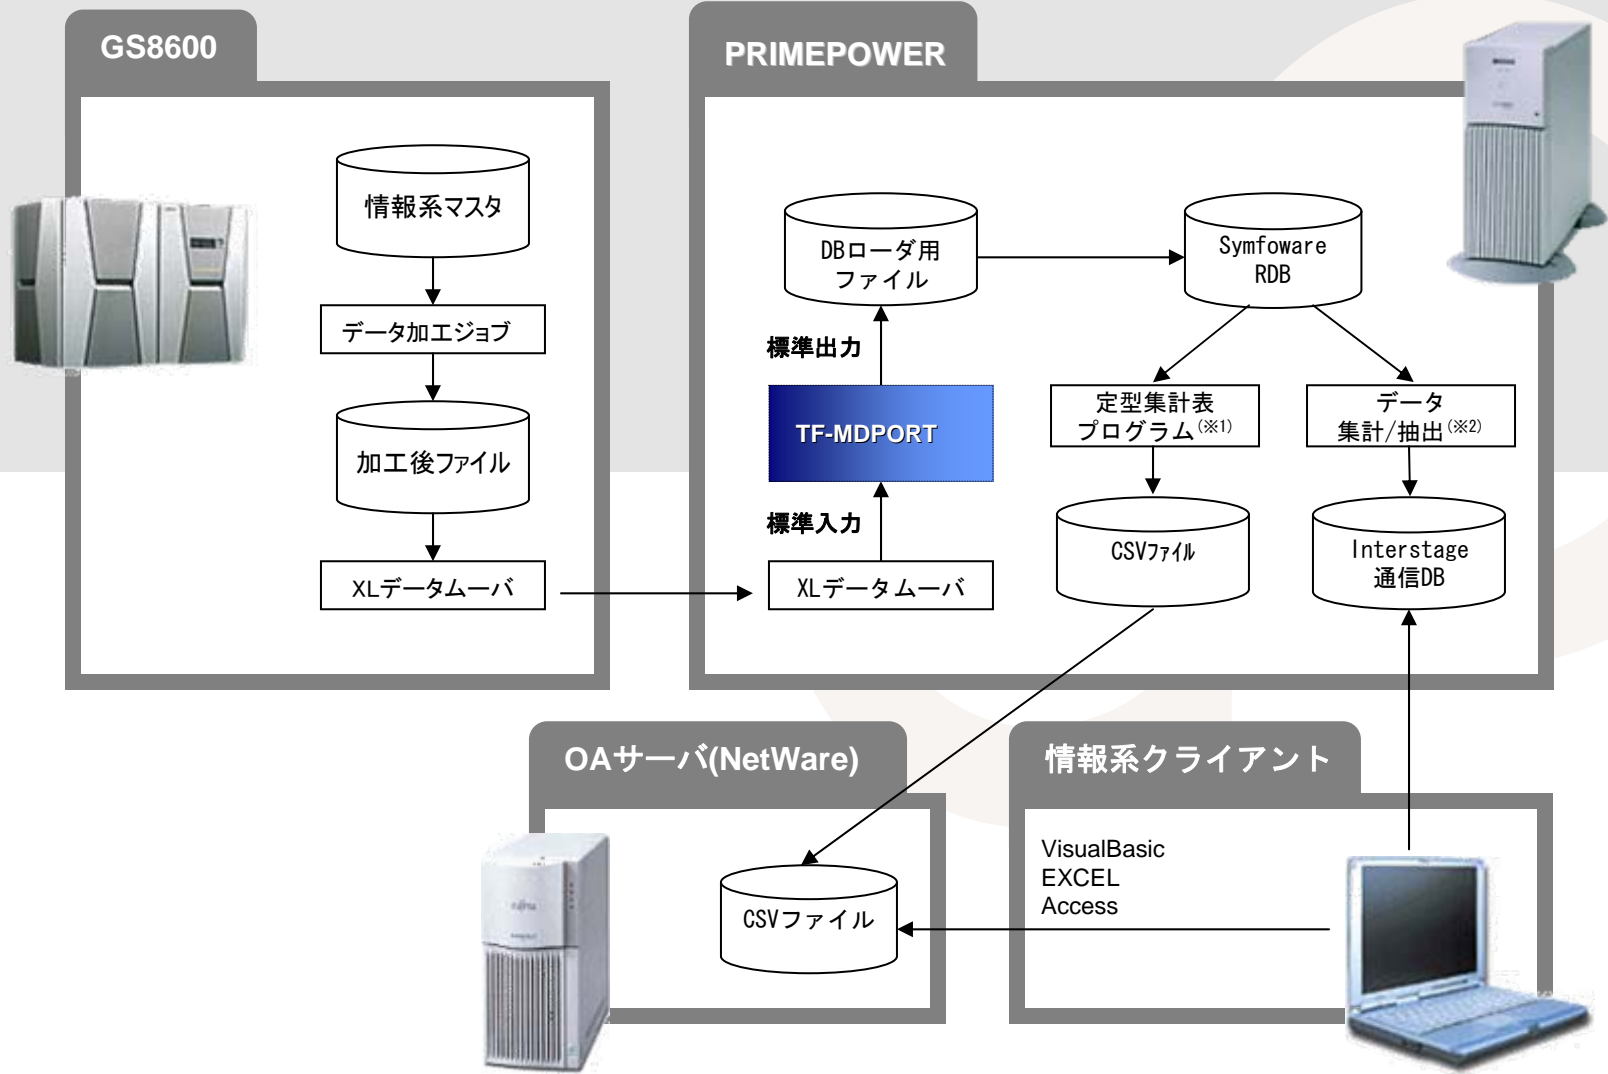 GS8600
情報系マスタ
データ加工ジョブ
加工後ファイル
XLデータムーバ
PRIMEPOWER
DBローダ用
ファイル
標準出力
TF-MDPORT
標準入力
XLデータムーバ
Symfoware
RDB
定型集計表
プログラム(※1)
データ
集計/抽出(※2)
CSVファイル
Interstage
通信DB
OAサーバ(NetWare)
CSVファイル
情報系クライアント
VisualBasic
EXCEL
Access